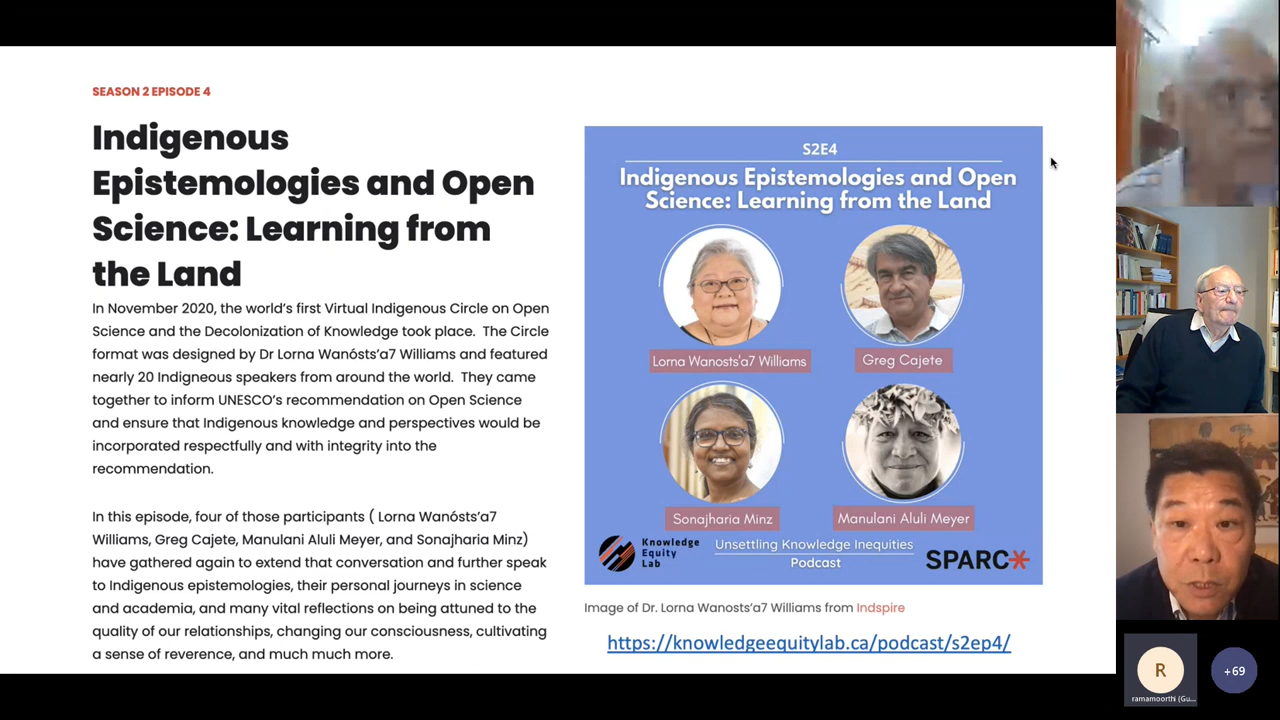 SEASON 2 EPISODE 4
Indigenous
Epistemologies and Open
Science: Learning from
the Land
In November 2020, the world's first Virtual Indigenous Circle on Open
Science and the Decolonization of Knowledge took place. The Circle
format was designed by Dr Lorna Wanósts'a7 Williams and featured
nearly 20 Indigneous speakers from around the world. They came
together to inform UNESCO's recommendation on Open Science
and ensure that Indigenous knowledge and perspectives would be
incorporated respectfully and with integrity into the
recommendation.
In this episode, four of those participants ( Lorna Wanósts'a7
Williams, Greg Cajete, Manulani Aluli Meyer, and Sonajharia Minz)
have gathered again to extend that conversation and further speak
to Indigenous epistemologies, their personal journeys in science
and academia, and many vital reflections on being attuned to the
quality of our relationships, changing our consciousness, cultivating
a sense of reverence, and much much more.
S2E4
Indigenous Epistemologies and Open
Science: Learning from the Land
Lorna Wanosts'a7 Williams
Greg Cajete
Sonajharia Minz
Manulani Aluli Meyer
Knowledge
Equity
Lab
Unsettling Knowledge Inequities
Podcast
SPARC*
Image of Dr. Lorna Wanosts'a7 Williams from Indspire
https://knowledgeequitylab.ca/podcast/s2ep4/
R
ramamoorthi (Gu...
+69